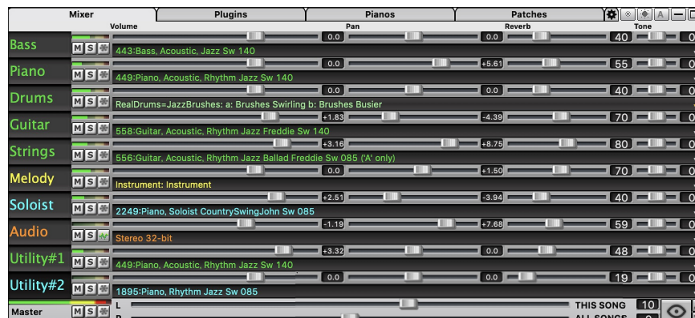 Mixer Plugins Pianos Patches A
Volume Pan Reverb Tone
Bass 0.0 0.0 40
M S 443:Bass, Acoustic, Jazz Sw 140
Piano 0.0 +5.61 55
M S 449:Piano, Acoustic, Rhythm Jazz Sw 140
Drums 0.0 0.0 40
M S RealDrums=JazzBrushes: a: Brushes Swirling b: Brushes Busier
Guitar +1.83 -4.39 70
M S 558:Guitar, Acoustic, Rhythm Jazz Freddie Sw 140
Strings +3.16 +8.75 80
M S 556:Guitar, Acoustic, Rhythm Jazz Ballad Freddie Sw 085 ('A' only)
Melody 0.0 +1.50 70
M S Instrument: Instrument
Soloist +2.51 -3.94 40
M S 2249:Piano, Soloist CountrySwingJohn Sw 085
Audio -1.19 +7.68 59
M S Stereo 32-bit
Utility#1 +3.32 0.0 48
M S 449:Piano, Acoustic, Rhythm Jazz Sw 140
Utility#2 0.0 0.0 19
M S 1895:Piano, Rhythm Jazz Sw 085
Master M S L THIS SONG 10